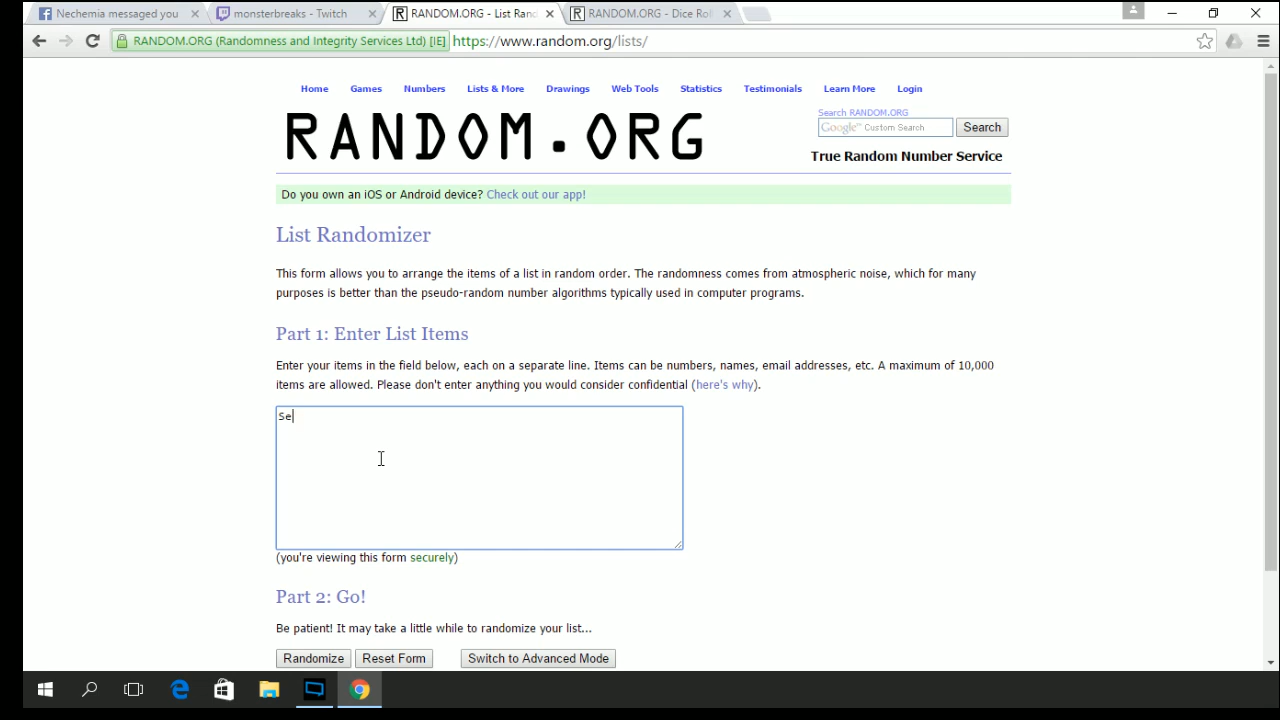 Nechemia messaged you
monsterbreaks - Twitch
RANDOM.ORG - List Ran
RANDOM.ORG - Dice Rol
RANDOM.ORG (Randomness and Integrity Services Ltd) [IE] https://www.random.org/lists/
Home Games Numbers Lists & More Drawings Web Tools Statistics Testimonials Learn More Login
RANDOM.ORG
Search RANDOM.ORG
Google™ Custom Search Search
True Random Number Service
Do you own an iOS or Android device? Check out our app!
List Randomizer
This form allows you to arrange the items of a list in random order. The randomness comes from atmospheric noise, which for many
purposes is better than the pseudo-random number algorithms typically used in computer programs.
Part 1: Enter List Items
Enter your items in the field below, each on a separate line. Items can be numbers, names, email addresses, etc. A maximum of 10,000
items are allowed. Please don't enter anything you would consider confidential (here's why).
Se
(you're viewing this form securely)
Part 2: Go!
Be patient! It may take a little while to randomize your list...
Randomize Reset Form Switch to Advanced Mode